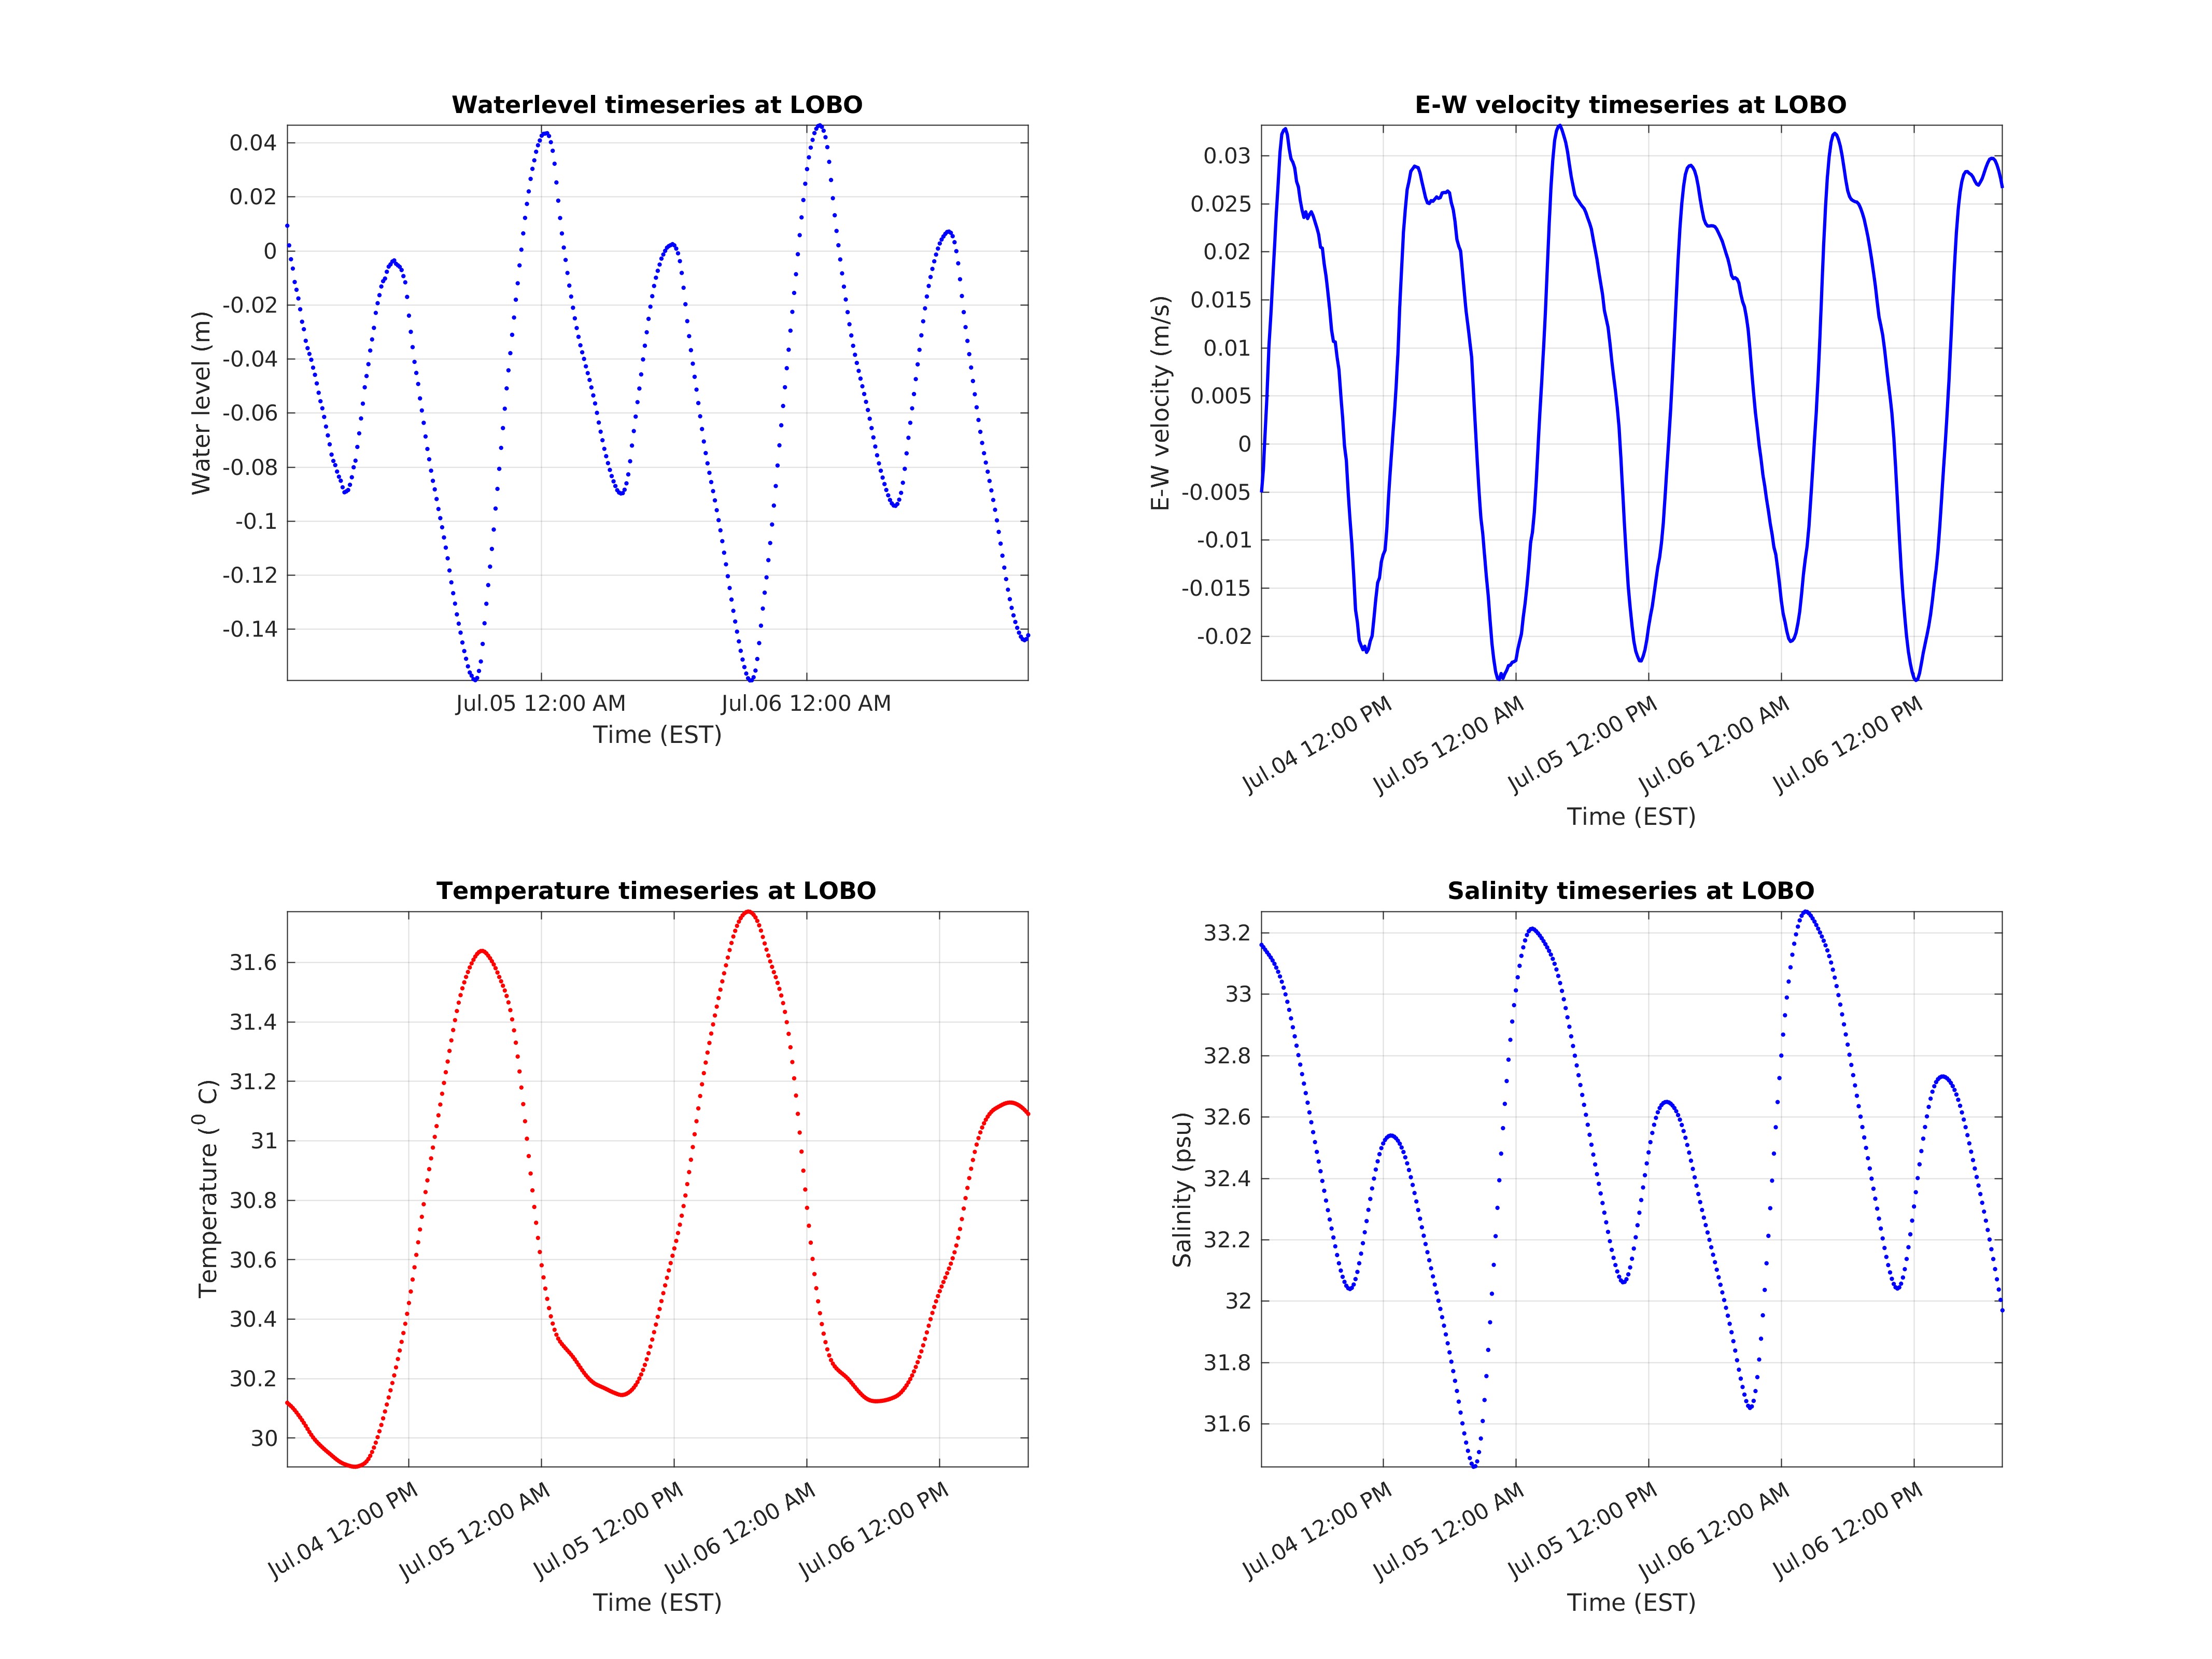 Waterlevel timeseries at LOBO
0.04
0.02
0
-0.02
-0.04
-0.06
-0.08
-0.1
-0.12
-0.14
Water level (m)
Jul.05 12:00 AM
Jul.06 12:00 AM
Time (EST)
E-W velocity timeseries at LOBO
0.03
0.025
0.02
0.015
0.01
0.005
0
-0.005
-0.01
-0.015
-0.02
E-W velocity (m/s)
Jul.04 12:00 PM
Jul.05 12:00 AM
Jul.05 12:00 PM
Jul.06 12:00 AM
Jul.06 12:00 PM
Time (EST)
Temperature timeseries at LOBO
31.6
31.4
31.2
31
30.8
30.6
30.4
30.2
30
Temperature (⁰ C)
Jul.04 12:00 PM
Jul.05 12:00 AM
Jul.05 12:00 PM
Jul.06 12:00 AM
Jul.06 12:00 PM
Time (EST)
Salinity timeseries at LOBO
33.2
33
32.8
32.6
32.4
32.2
32
31.8
31.6
Salinity (psu)
Jul.04 12:00 PM
Jul.05 12:00 AM
Jul.05 12:00 PM
Jul.06 12:00 AM
Jul.06 12:00 PM
Time (EST)